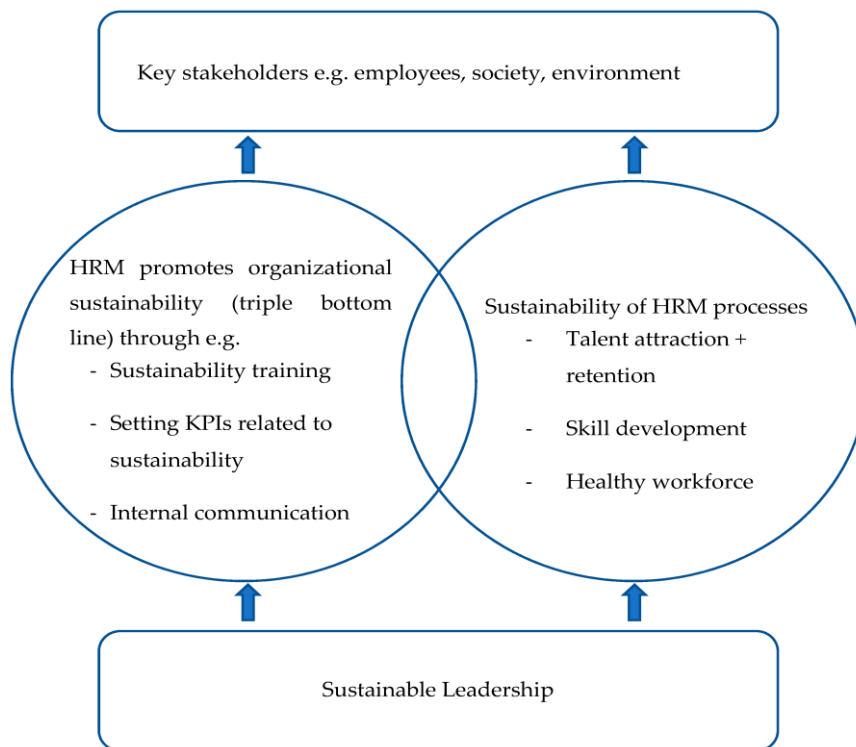 Key stakeholders e.g. employees, society, environment
HRM promotes organizational
sustainability (triple bottom
line) through e.g.
- Sustainability training
- Setting KPIs related to
sustainability
- Internal communication
Sustainability of HRM processes
- Talent attraction +
retention
- Skill development
- Healthy workforce
Sustainable Leadership